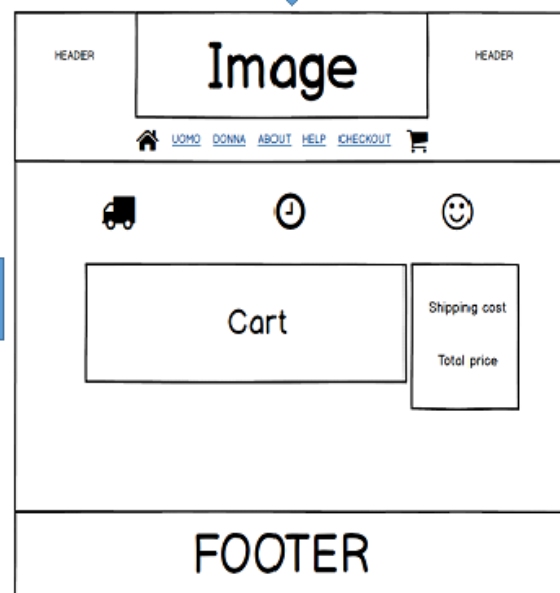 HEADER
Image
HEADER
UOMO DONNA ABOUT HELP CHECKOUT
Cart
Shipping cost
Total price
FOOTER